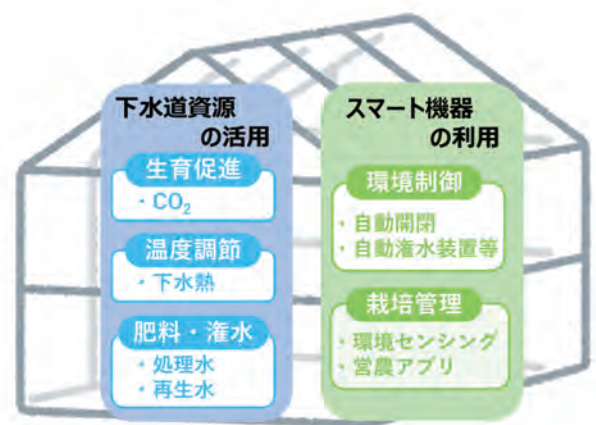 下水道資源
の活用
生育促進
・CO₂
温度調節
・下水熱
肥料・潅水
・処理水
・再生水
スマート機器
の利用
環境制御
・自動開閉
・自動潅水装置等
栽培管理
・環境センシング
・営農アプリ